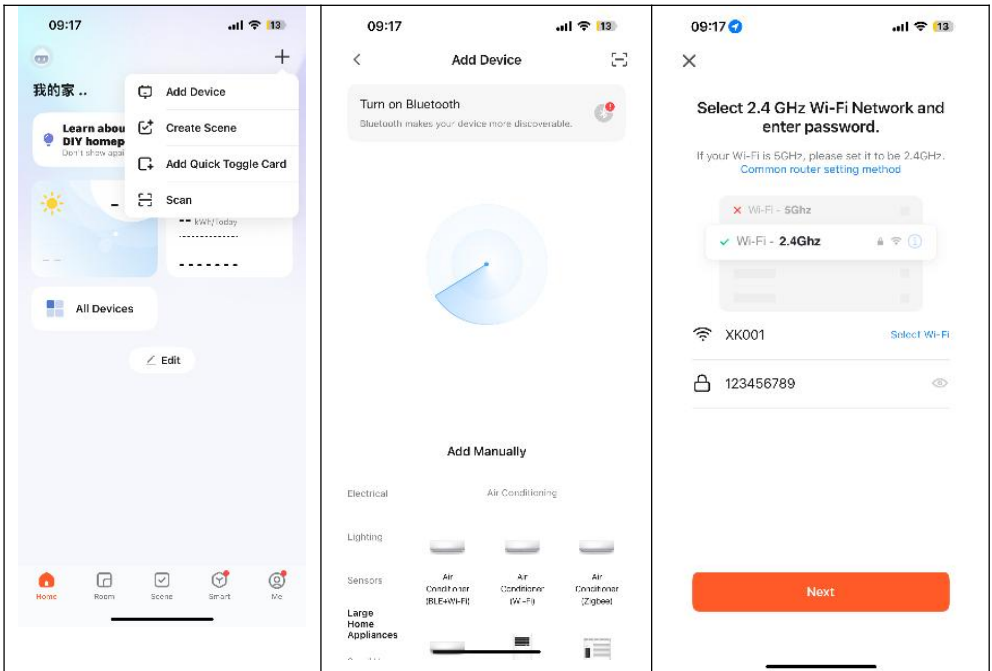 09:17
13
我的家 ..
Add Device
Create Scene
Add Quick Toggle Card
Scan
Learn abou
DIY homep
Don't show agai
-
-- kWh/Today
All Devices
Edit
Home
Room
Scene
Smart
Me
09:17
13
Add Device
Turn on Bluetooth
Bluetooth makes your device more discoverable.
Add Manually
Electrical
Lighting
Sensors
Large
Home
Appliances
Air Conditioning
Air
Conditioner
(BLE+Wi-Fi)
Air
Conditioner
(Wi-Fi)
Air
Conditioner
(Zigbee)
09:17
13
Select 2.4 GHz Wi-Fi Network and
enter password.
If your Wi-Fi is 5GHz, please set it to be 2.4GHz.
Common router setting method
Wi-Fi - 5Ghz
Wi-Fi - 2.4Ghz
XK001
Select Wi-Fi
123456789
Next